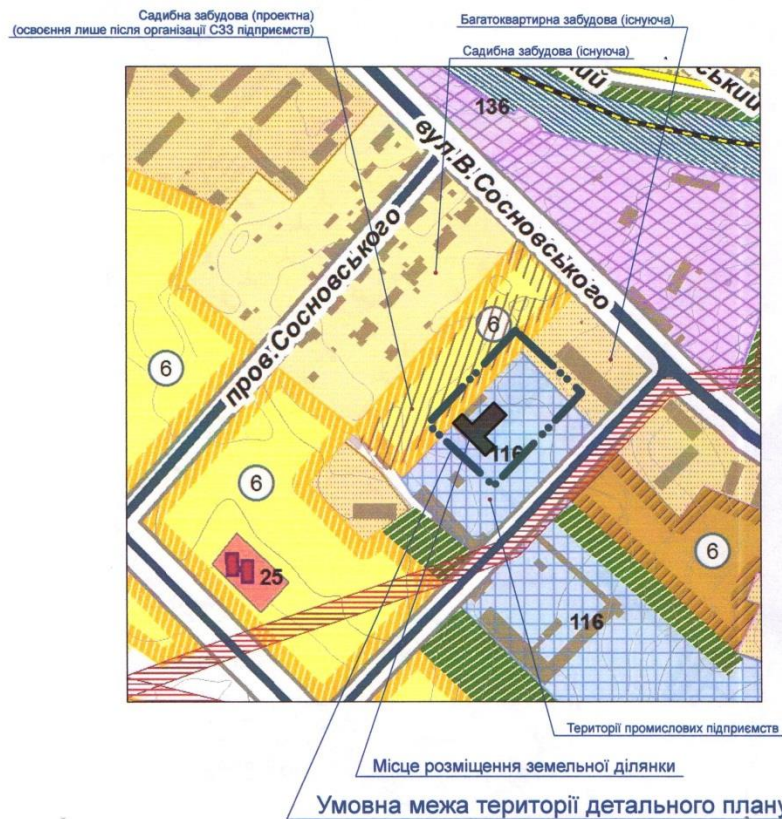 Садибна забудова (проектна)
(освоєння лише після організації СЗЗ підприємств)
Багатоквартирна забудова (існуюча)
Садибна забудова (існуюча)
136
вул.В.Сосновського
пров.Сосновського
6
6
6
116
6
25
116
Території промислових підприємств
Місце розміщення земельної ділянки
Умовна межа території детального плану